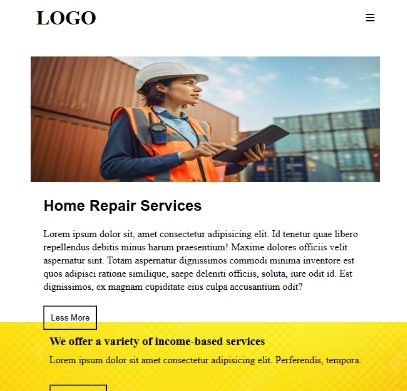 LOGO
Home Repair Services
Lorem ipsum dolor sit, amet consectetur adipisicing elit. Id tenetur quae libero
repellendus debitis minus harum praesentium! Maxime dolores officiis velit
aspernatur sint. Totam aspernatur dignissimos commodi minima inventore est
quos adipisci ratione similique, saepe deleniti officiis, soluta, iure odit id. Est
dignissimos, ex magnam cupiditate eius culpa accusantium odit?
Less More
We offer a variety of income-based services
Lorem ipsum dolor sit amet consectetur adipisicing elit. Perferendis, tempora.